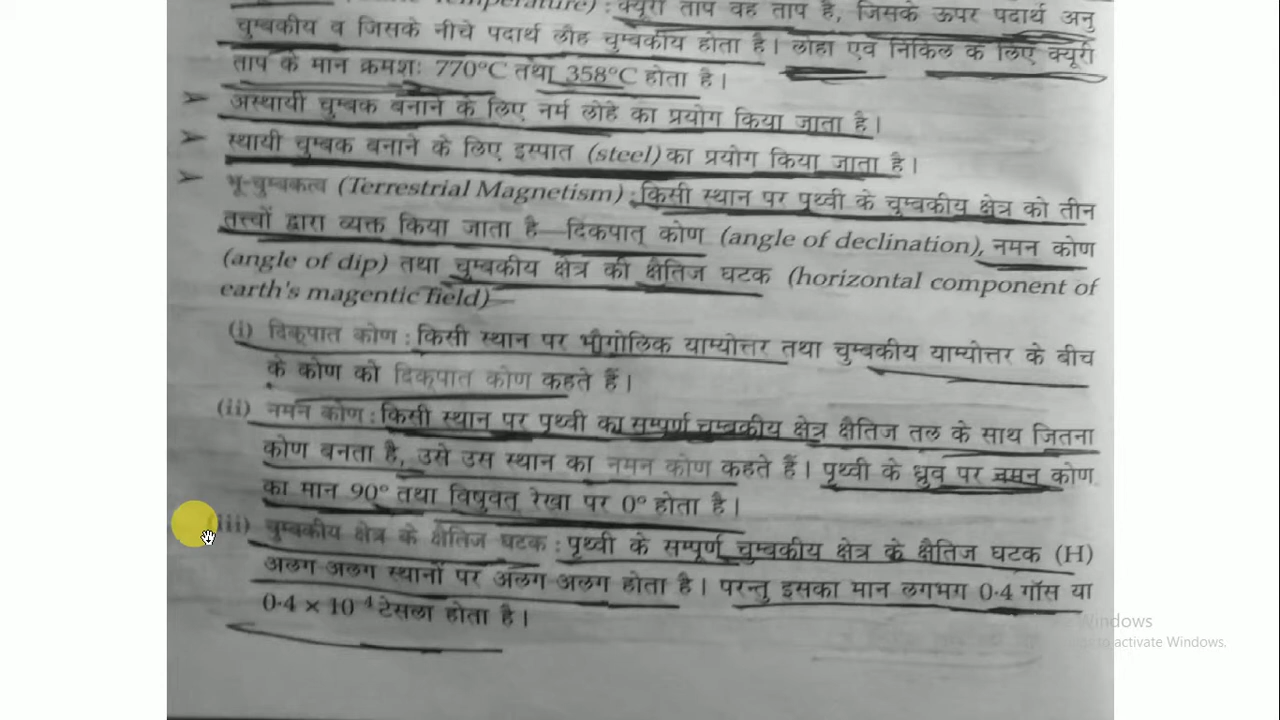 Temperature) : क्यूरी ताप वह ताप है, जिसके ऊपर पदार्थ अनु
चुम्बकीय व जिसके नीचे पदार्थ लौह चुम्बकीय होता है। लोहा एवं निकिल के लिए क्यूरी
ताप के मान क्रमशः 770°C तथा 358°C होता है।
➤ अस्थायी चुम्बक बनाने के लिए नर्म लोहे का प्रयोग किया जाता है।
➤ स्थायी चुम्बक बनाने के लिए इस्पात (steel) का प्रयोग किया जाता है।
➤ भू-चुम्बकत्व (Terrestrial Magnetism) : किसी स्थान पर पृथ्वी के चुम्बकीय क्षेत्र को तीन
तत्त्वों द्वारा व्यक्त किया जाता है—दिक्पात् कोण (angle of declination), नमन कोण
(angle of dip) तथा चुम्बकीय क्षेत्र की क्षैतिज घटक (horizontal component of
earth's magentic field)—
(i) दिक्पात कोण : किसी स्थान पर भौगोलिक याम्योत्तर तथा चुम्बकीय याम्योत्तर के बीच
के कोण को दिक्पात कोण कहते हैं।
(ii) नमन कोण : किसी स्थान पर पृथ्वी का सम्पूर्ण चुम्बकीय क्षेत्र क्षैतिज तल के साथ जितना
कोण बनता है, उसे उस स्थान का नमन कोण कहते हैं। पृथ्वी के ध्रुव पर नमन कोण
का मान 90° तथा विषुवत् रेखा पर 0° होता है।
(iii) चुम्बकीय क्षेत्र के क्षैतिज घटक : पृथ्वी के सम्पूर्ण चुम्बकीय क्षेत्र के क्षैतिज घटक (H)
अलग अलग स्थानों पर अलग अलग होता है। परन्तु इसका मान लगभग 0·4 गॉस या
0·4 × 10⁻⁴ टेसला होता है।
Windows
to activate Windows.